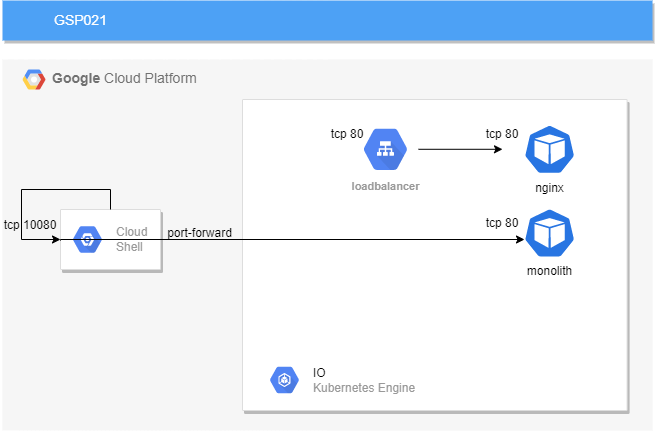 GSP021
Google Cloud Platform
tcp 80
tcp 80
loadbalancer
nginx
tcp 10080
Cloud
Shell
port-forward
tcp 80
monolith
IO
Kubernetes Engine